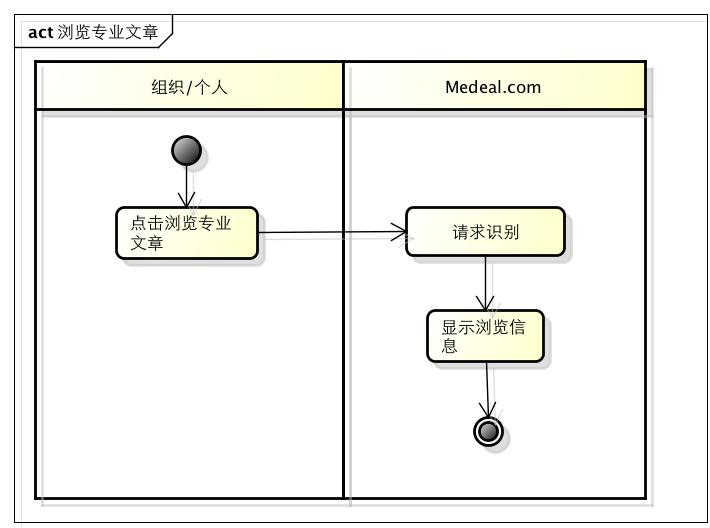 act 浏览专业文章
组织/个人
Medeal.com
点击浏览专业
文章
请求识别
显示浏览信
息